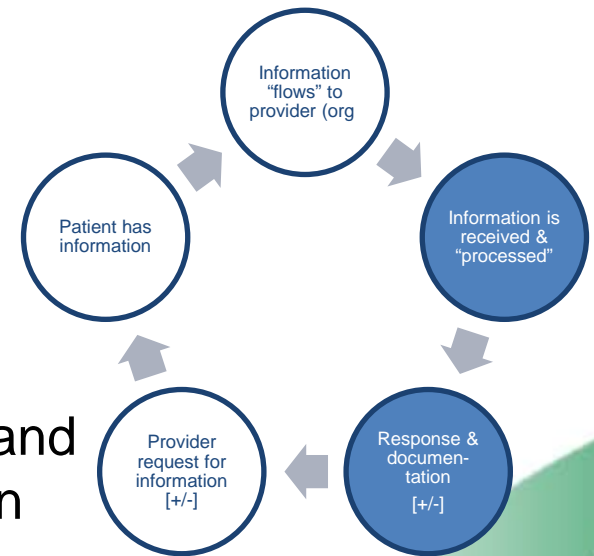 Information
“flows” to
provider (org
Information is
received &
“processed”
Response &
documen-
tation
[+/-]
Provider
request for
information
[+/-]
Patient has
information
and
n